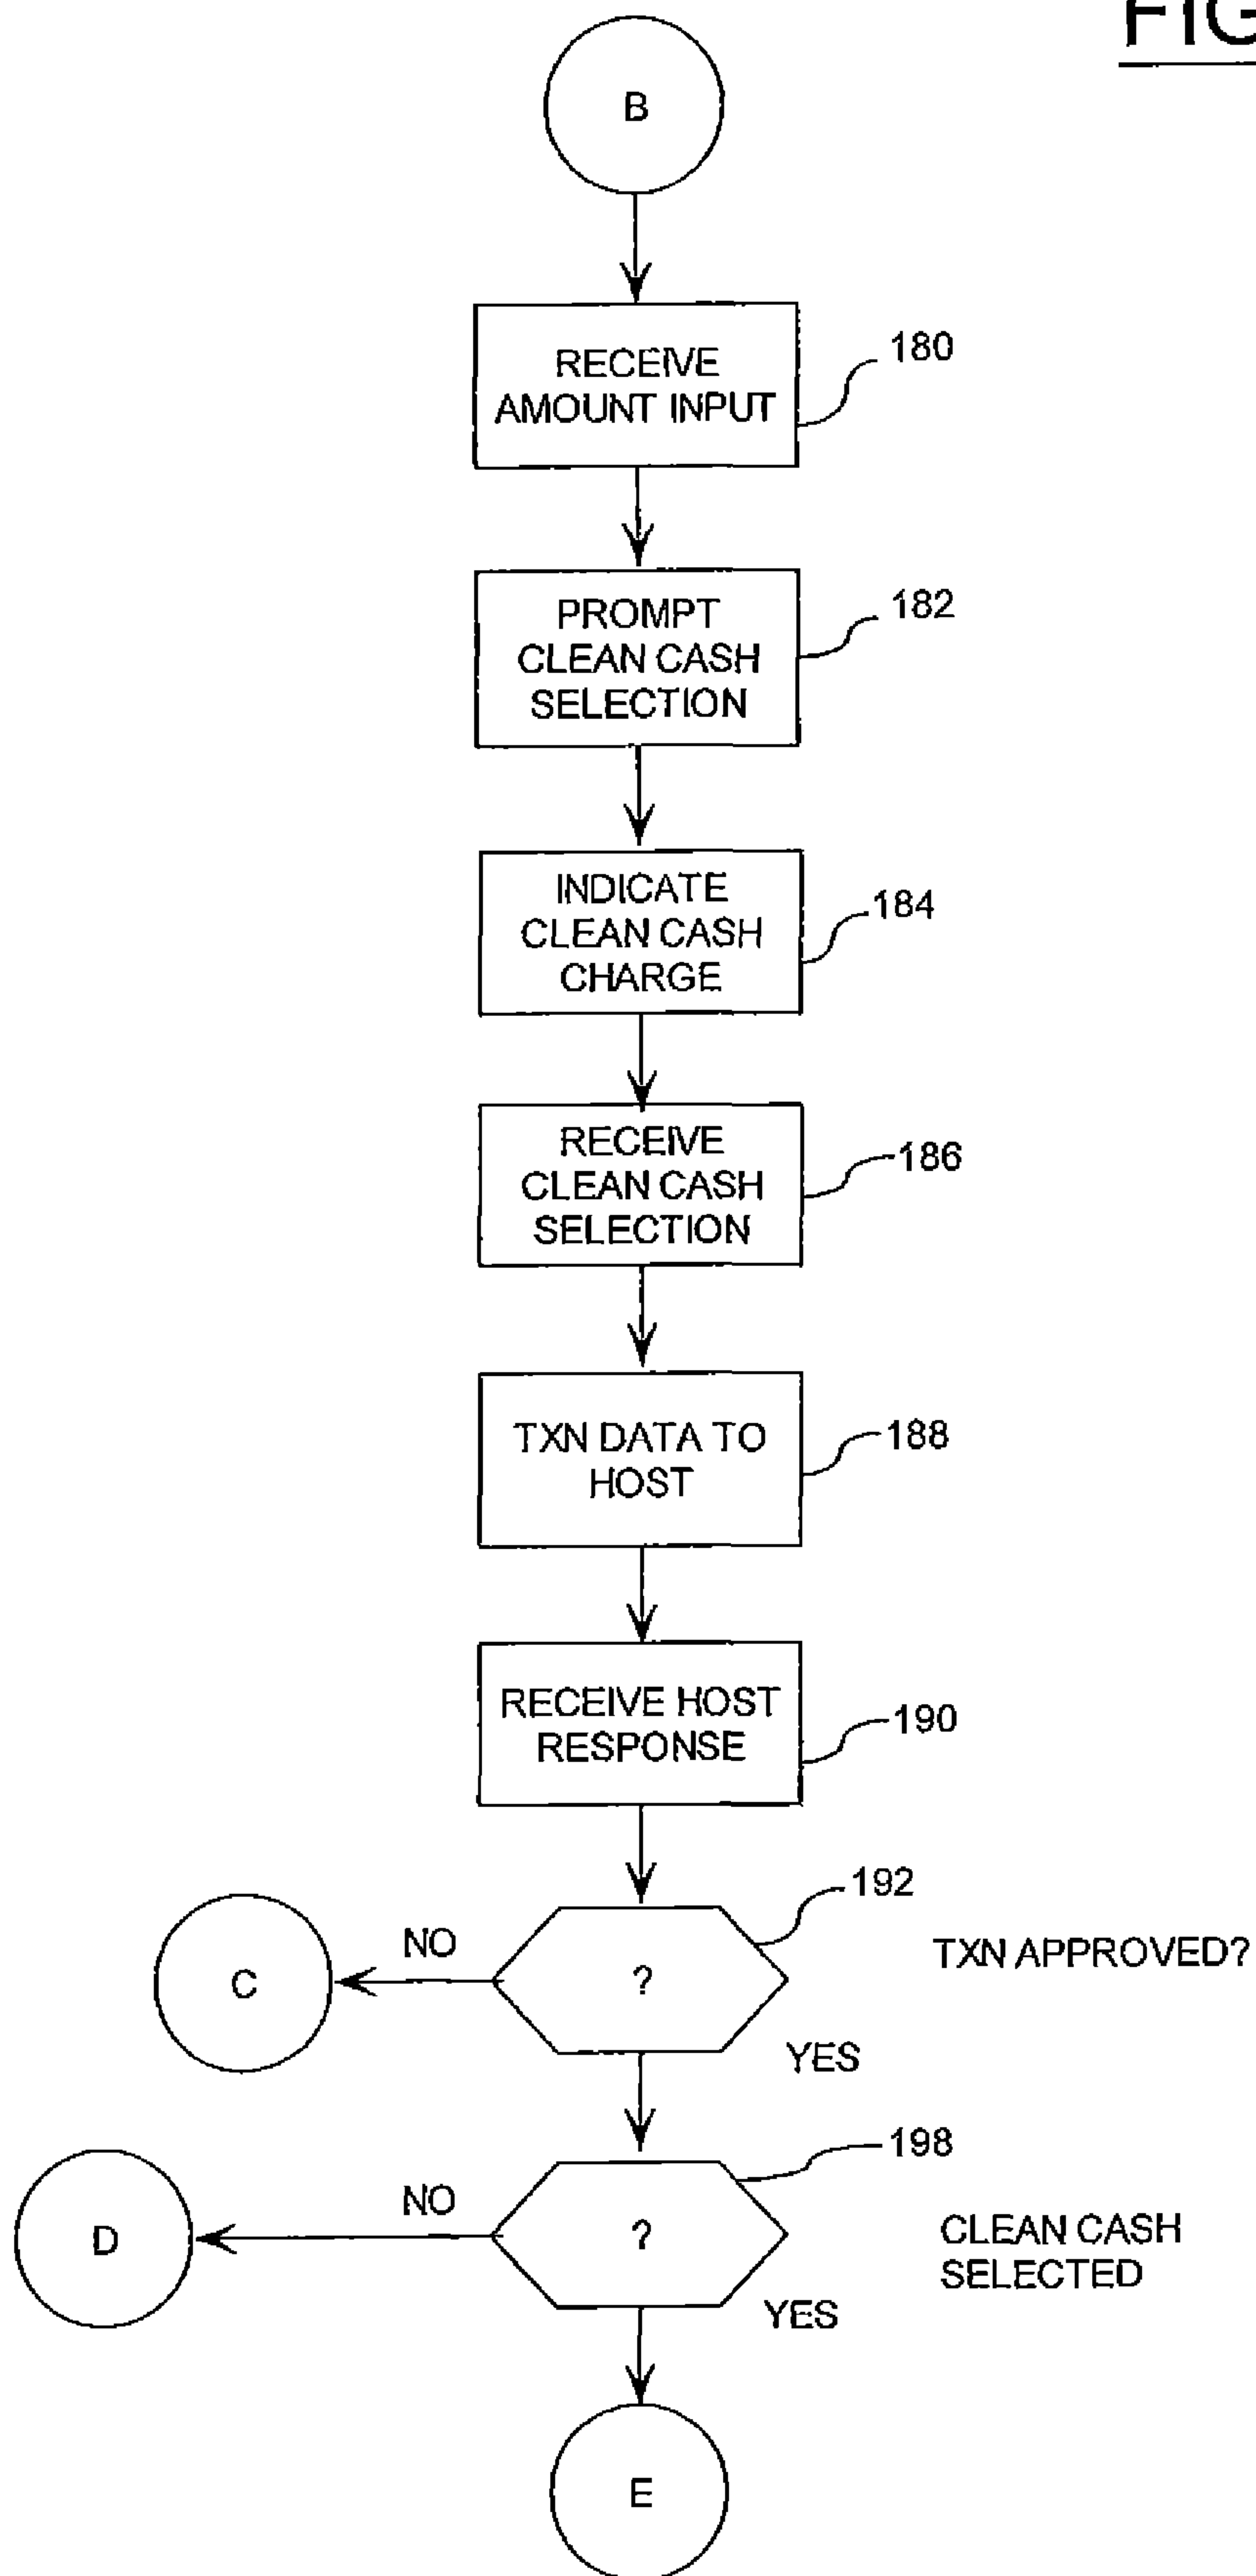 FIG
B
RECEIVE
AMOUNT INPUT
180
PROMPT
CLEAN CASH
SELECTION
182
INDICATE
CLEAN CASH
CHARGE
184
RECEIVE
CLEAN CASH
SELECTION
186
TXN DATA TO
HOST
188
RECEIVE HOST
RESPONSE
190
192
NO
C
?
TXN APPROVED?
YES
198
NO
D
?
CLEAN CASH
SELECTED
YES
E